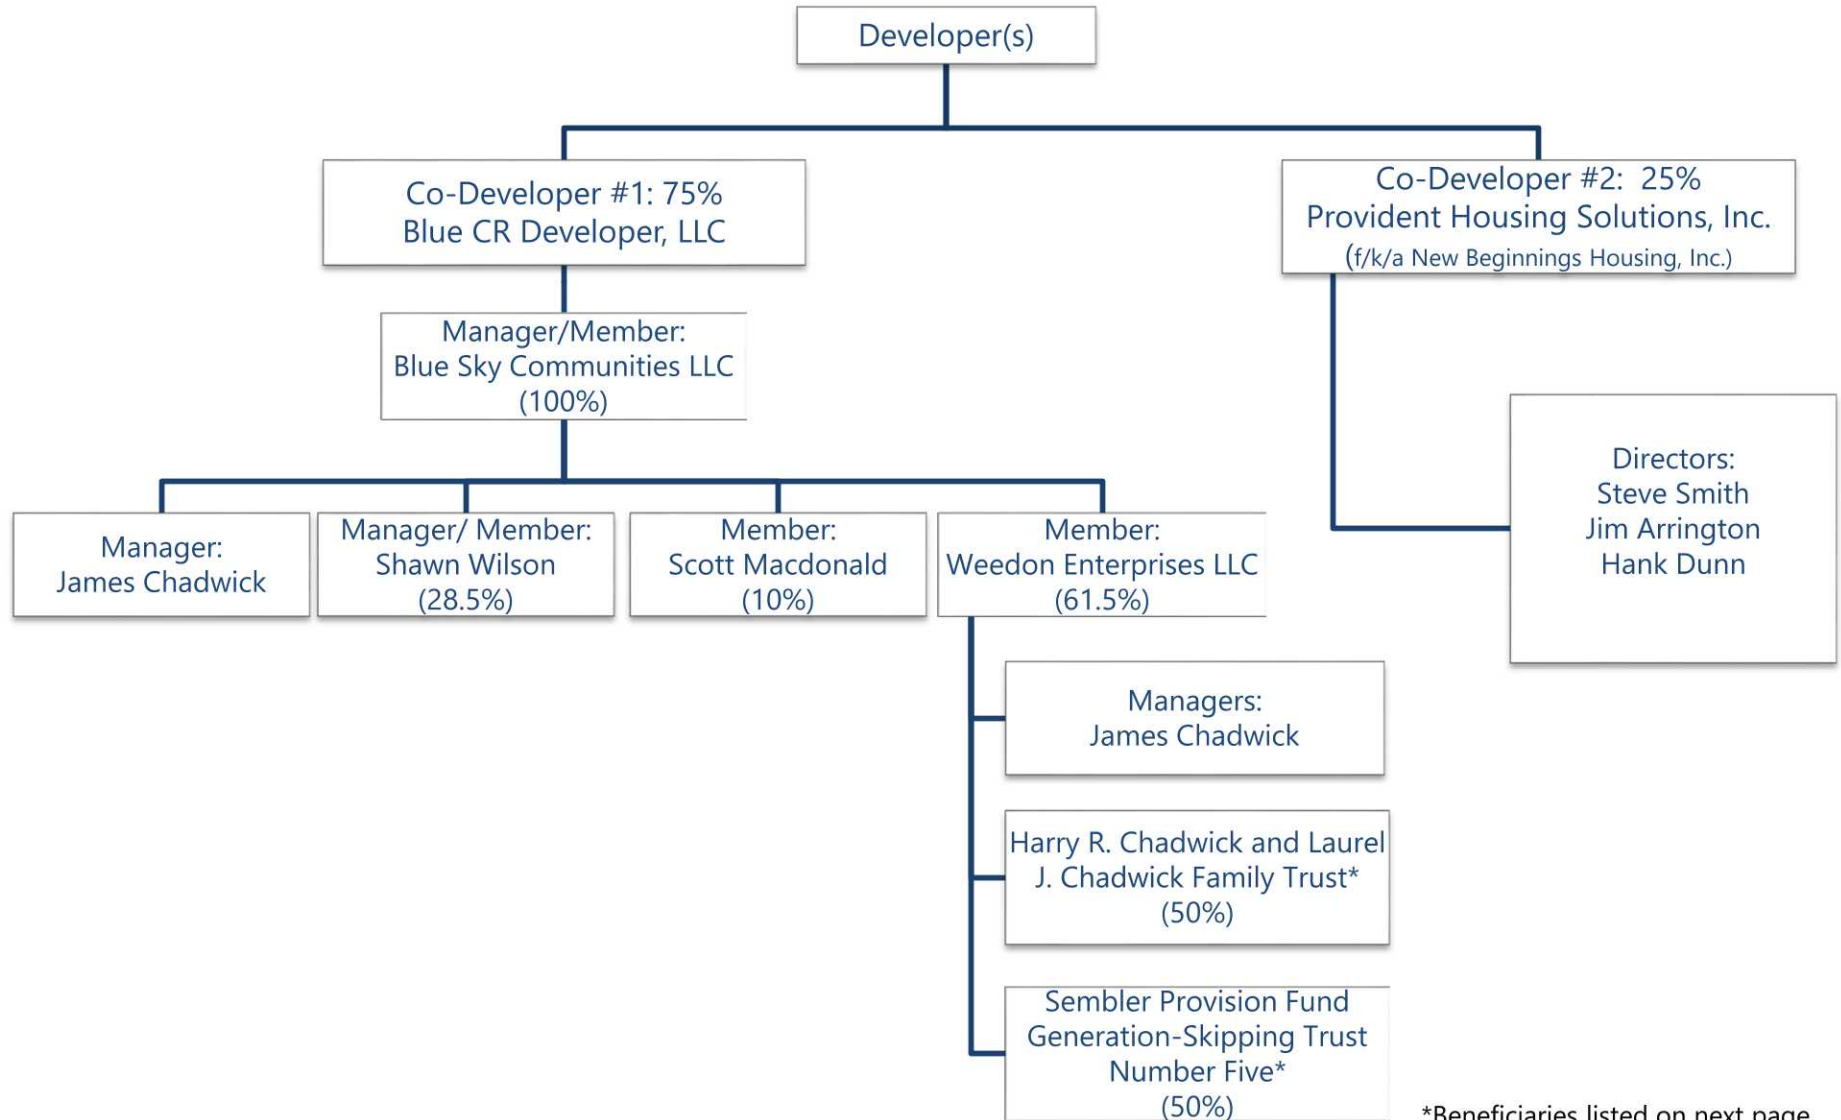 Developer(s)
Co-Developer #1: 75%
Blue CR Developer, LLC
Co-Developer #2:  25%
Provident Housing Solutions, Inc.
(f/k/a New Beginnings Housing, Inc.)
Manager/Member:
Blue Sky Communities LLC
(100%)
Directors:
Steve Smith
Jim Arrington
Hank Dunn
Manager:
James Chadwick
Manager/ Member:
Shawn Wilson
(28.5%)
Member:
Scott Macdonald
(10%)
Member:
Weedon Enterprises LLC
(61.5%)
Managers:
James Chadwick
Harry R. Chadwick and Laurel
J. Chadwick Family Trust*
(50%)
Sembler Provision Fund
Generation-Skipping Trust
Number Five*
(50%)
*Beneficiaries listed on next page